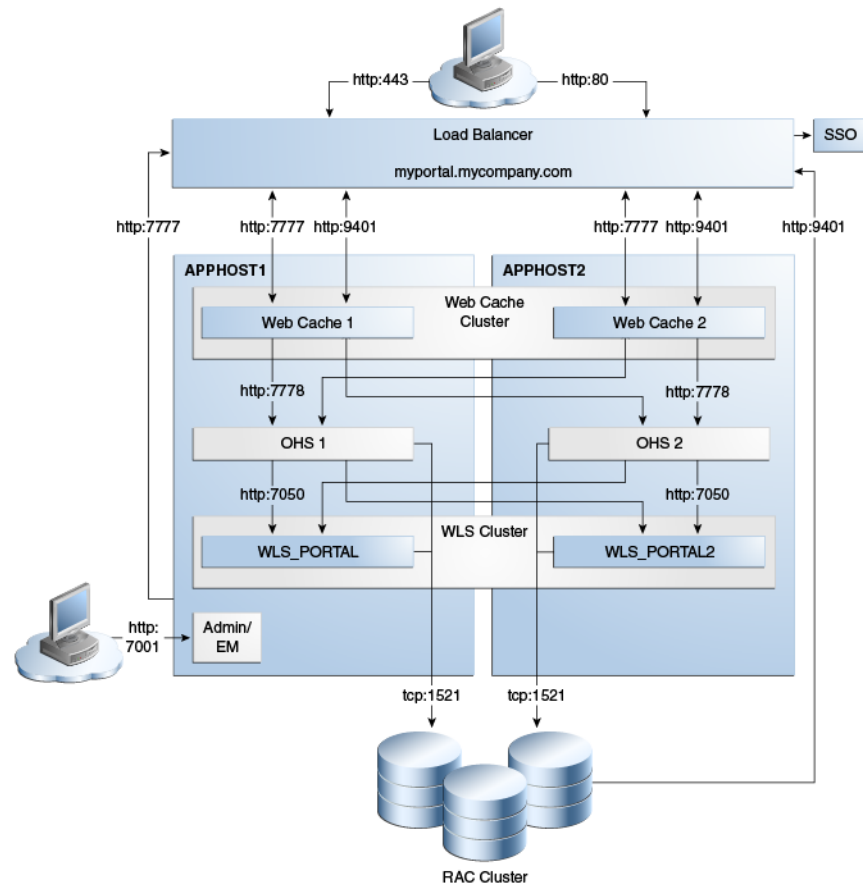 http:443
http:80
Load Balancer
SSO
myportal.mycompany.com
http:7777
http:7777
http:9401
http:7777
http:9401
http:9401
APPHOST1
APPHOST2
Web Cache
Cluster
Web Cache 1
Web Cache 2
http:7778
http:7778
OHS 1
OHS 2
http:7050
http:7050
WLS Cluster
WLS_PORTAL
WLS_PORTAL2
http:
7001
Admin/
EM
tcp:1521
tcp:1521
RAC Cluster